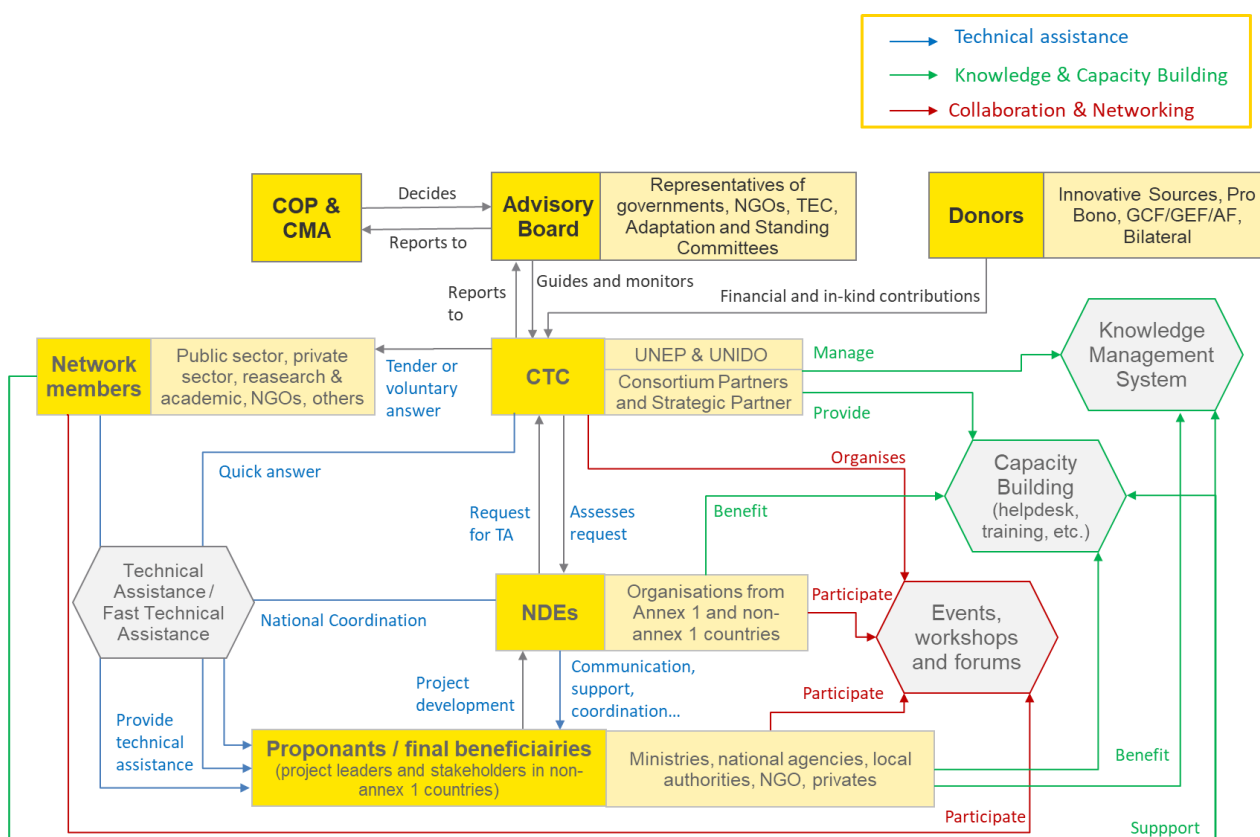 Technical assistance
Knowledge & Capacity Building
Collaboration & Networking
COP &
CMA
Decides
Reports to
Advisory
Board
Representatives of
governments, NGOs, TEC,
Adaptation and Standing
Committees
Donors
Innovative Sources, Pro
Bono, GCF/GEF/AF,
Bilateral
Reports
to
Guides and monitors
Financial and in-kind contributions
Network
members
Public sector, private
sector, reasearch &
academic, NGOs, others
Tender or
voluntary
answer
CTC
UNEP & UNIDO
Consortium Partners
and Strategic Partner
Manage
Provide
Knowledge
Management
System
Quick answer
Organises
Capacity
Building
(helpdesk,
training, etc.)
Request
for TA
Assesses
request
Benefit
Technical
Assistance /
Fast Technical
Assistance
National Coordination
NDEs
Organisations from
Annex 1 and non-
annex 1 countries
Participate
Events,
workshops
and forums
Project
development
Communication,
support,
coordination...
Participate
Provide
technical
assistance
Proponants / final beneficiairies
(project leaders and stakeholders in non-
annex 1 countries)
Ministries, national agencies, local
authorities, NGO, privates
Benefit
Participate
Suppport